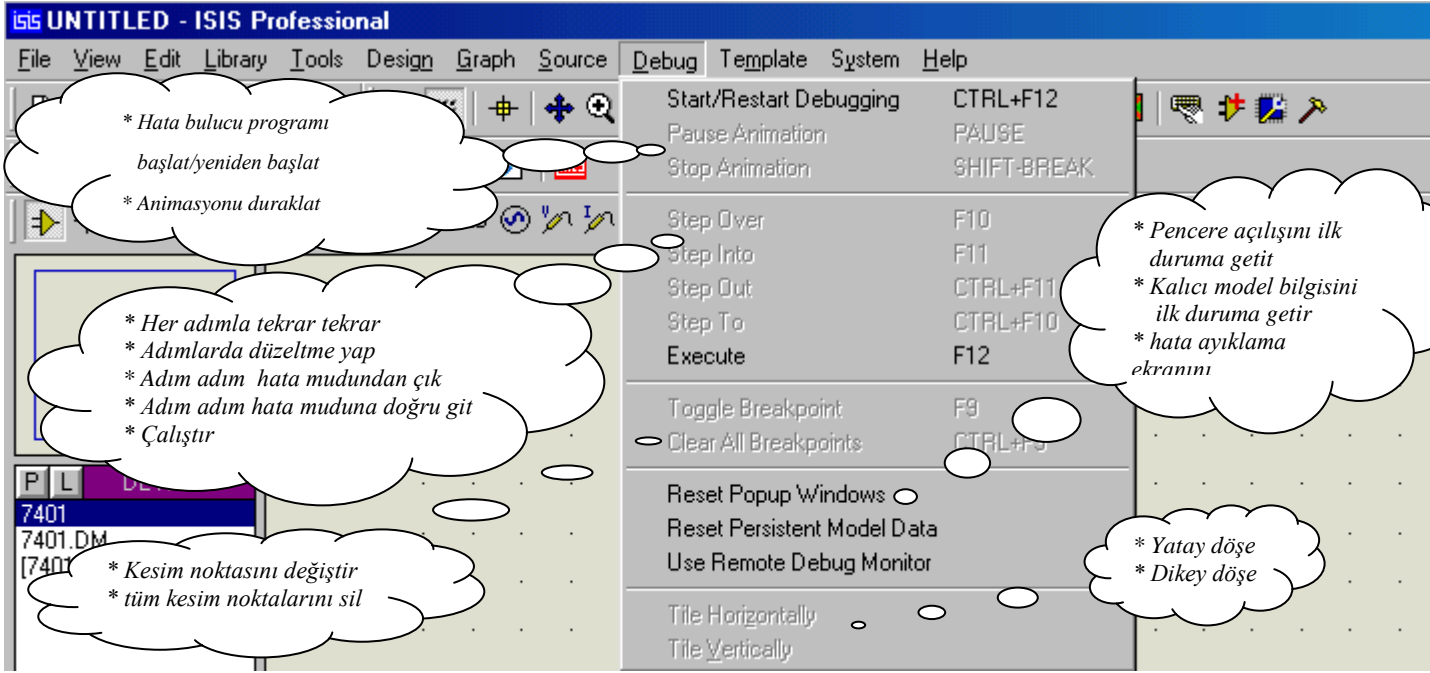 isis UNTITLED - ISIS Professional
File View Edit Library Tools Design Graph Source Debug Template System Help
* Hata bulucu programı
başlat/yeniden başlat
* Animasyonu duraklat
Start/Restart Debugging CTRL+F12
Pause Animation PAUSE
Stop Animation SHIFT-BREAK
Step Over F10
Step Into F11
Step Out CTRL+F11
Step To CTRL+F10
Execute F12
Toggle Breakpoint F9
Clear All Breakpoints
Reset Popup Windows
Reset Persistent Model Data
Use Remote Debug Monitor
Tile Horizontally
Tile Vertically
* Pencere açılışını ilk
duruma getit
* Kalıcı model bilgisini
ilk duruma getir
* hata ayıklama
ekranını
* Her adımla tekrar tekrar
* Adımlarda düzeltme yap
* Adım adım hata mudundan çık
* Adım adım hata muduna doğru git
* Çalıştır
P L
7401
7401.DM
[7401
* Kesim noktasını değiştir
* tüm kesim noktalarını sil
* Yatay döşe
* Dikey döşe